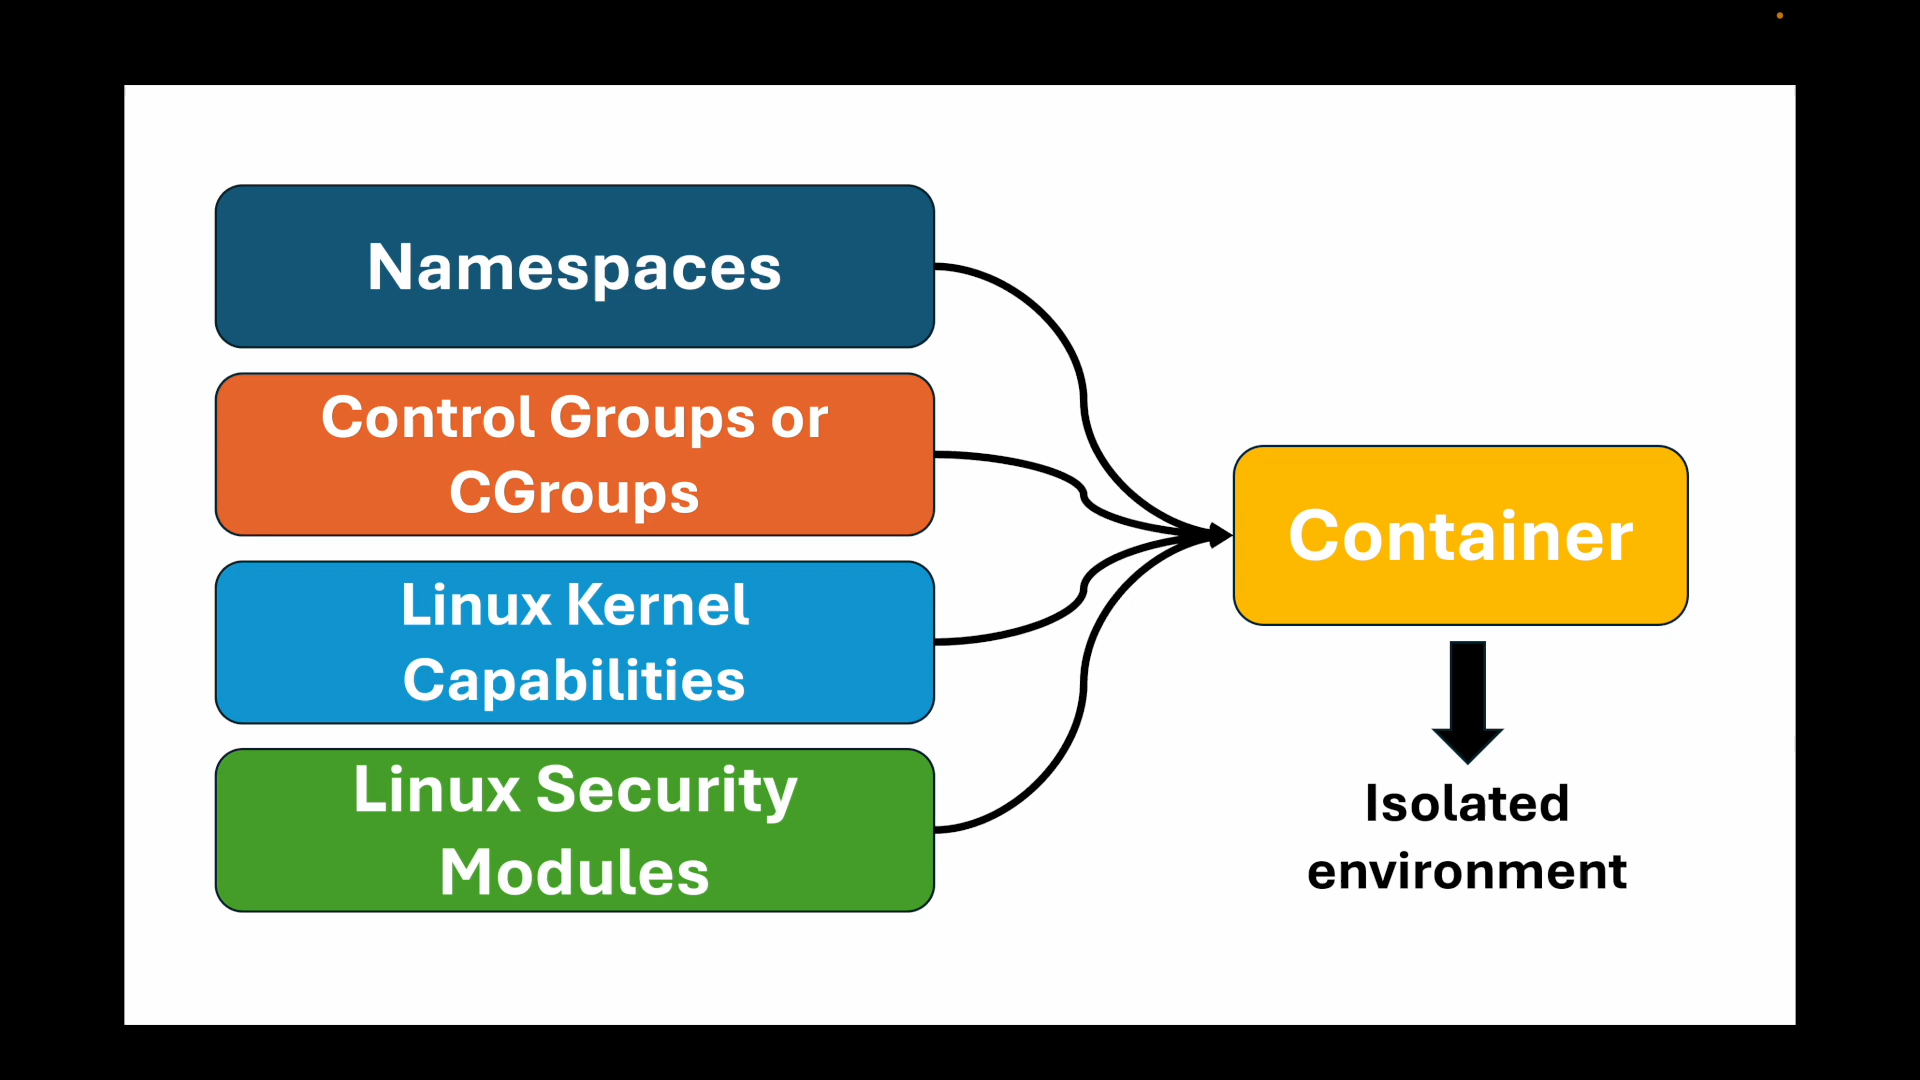 Namespaces
Control Groups or
CGroups
Linux Kernel
Capabilities
Linux Security
Modules
Container
Isolated
environment